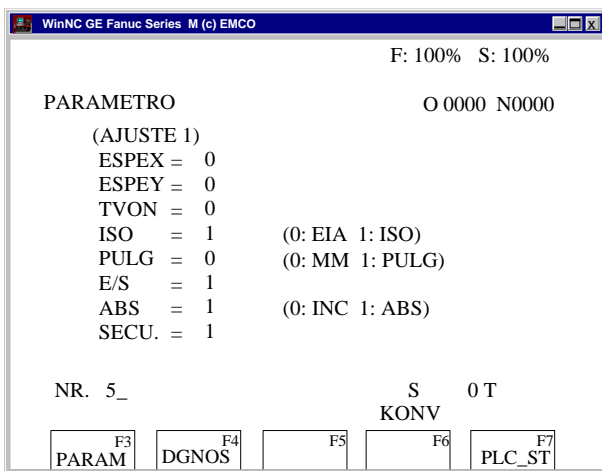 WinNC GE Fanuc Series M (c) EMCO
F: 100% S: 100%
PARAMETRO O 0000 N0000
(AJUSTE 1)
ESPEX = 0
ESPEY = 0
TVON = 0
ISO = 1 (0: EIA 1: ISO)
PULG = 0 (0: MM 1: PULG)
E/S = 1
ABS = 1 (0: INC 1: ABS)
SECU. = 1
NR. 5_ S 0 T
KONV
F3 F4 F5 F6 F7
PARAM DGNOS PLC_ST